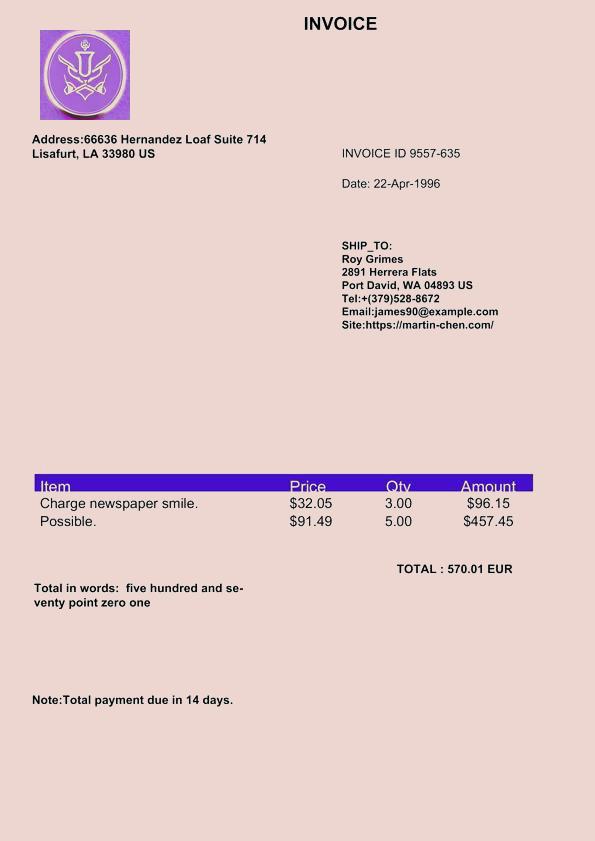 INVOICE
Address:66636 Hernandez Loaf Suite 714
Lisafurt, LA 33980 US
INVOICE ID 9557-635
Date: 22-Apr-1996
SHIP_TO:
Roy Grimes
2891 Herrera Flats
Port David, WA 04893 US
Tel:+(379)528-8672
Email:james90@example.com
Site:https://martin-chen.com/
Item Price Qty Amount
Charge newspaper smile. $32.05 3.00 $96.15
Possible. $91.49 5.00 $457.45
TOTAL : 570.01 EUR
Total in words:  five hundred and se-
venty point zero one
Note:Total payment due in 14 days.